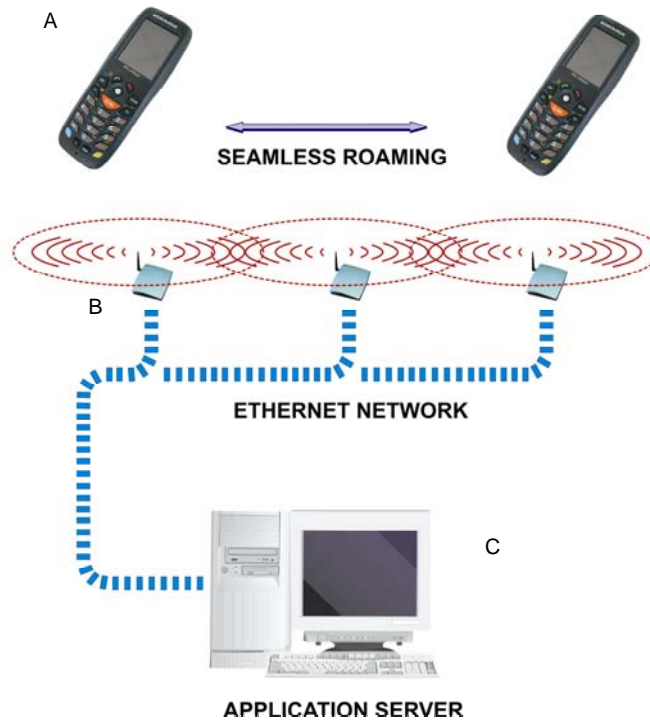 A
SEAMLESS ROAMING
B
ETHERNET NETWORK
C
APPLICATION SERVER